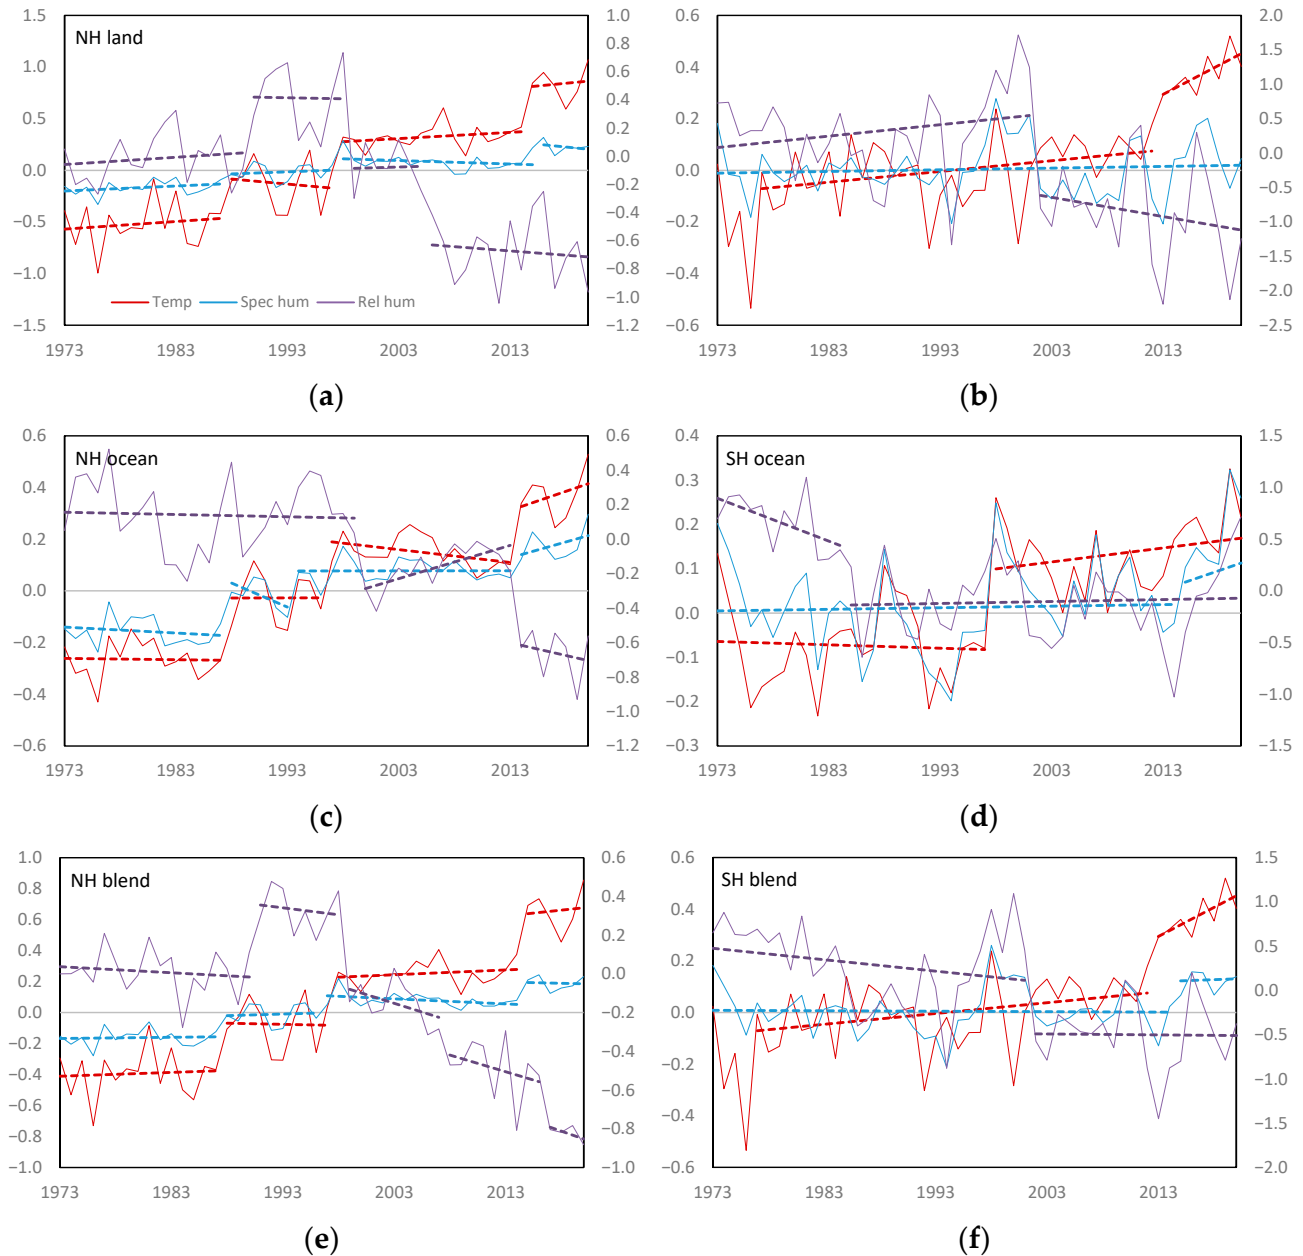 1.5 1.0 0.6 2.0
NH land
1.0 0.8 0.4 1.5
0.6 1.0
0.5 0.4 0.2 0.5
0.2 0.0
0.0 0.0 0.0 −0.5
−0.2 −1.0
−0.5 −0.4 −0.2 −1.5
−0.6 −2.0
−1.0 −0.8 −0.4 −2.5
−1.0
Temp Spec hum Rel hum
−1.5 −1.2 −0.6
1973 1983 1993 2003 2013 1973 1983 1993 2003 2013
(a) (b)
0.6 0.6 0.4 1.5
NH ocean SH ocean
0.4 0.4 0.3 1.0
0.2 0.2 0.2 0.5
0.0 0.0 0.1 0.0
−0.2 −0.2 0.0 −0.5
−0.4 −0.4 −0.1 −1.0
−0.6 −0.6 −0.2 −1.5
−0.8 −0.3
−1.0
−1.2
1973 1983 1993 2003 2013 1973 1983 1993 2003 2013
(c) (d)
1.0 0.6 0.6 1.5
NH blend SH blend
0.8 0.4 0.4 1.0
0.6 0.2 0.2 0.5
0.4 0.0 0.0 0.0
0.2 −0.2 −0.2 −0.5
0.0 −0.4 −0.4 −1.0
−0.2 −0.6 −0.6 −1.5
−0.4 −0.8 −2.0
−0.6 −1.0
−0.8
−1.0
1973 1983 1993 2003 2013 1973 1983 1993 2003 2013
(e) (f)